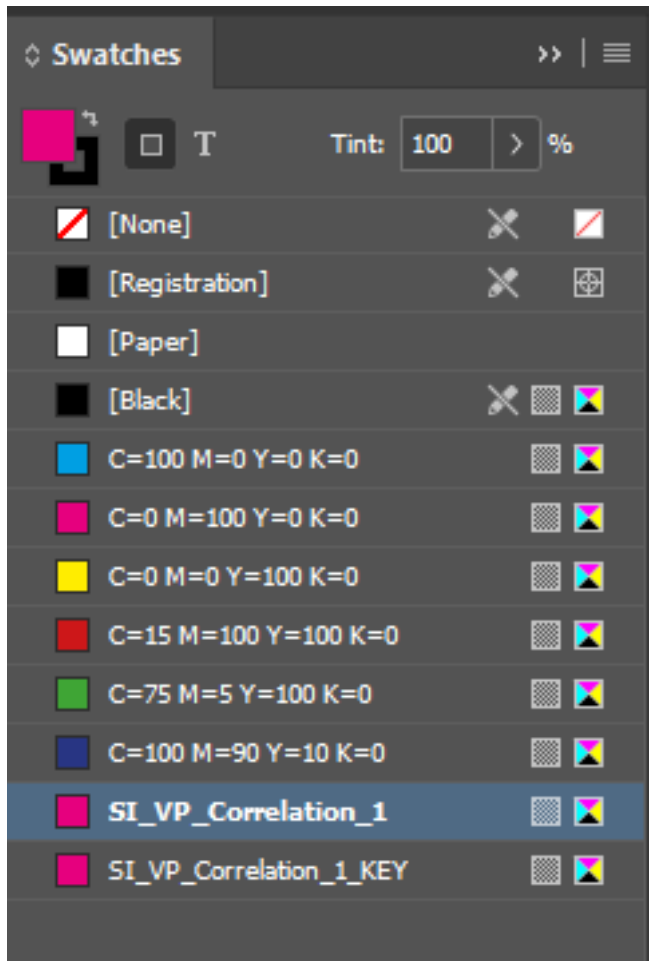 Swatches
T Tint: 100 %
[None]
[Registration]
[Paper]
[Black]
C=100 M=0 Y=0 K=0
C=0 M=100 Y=0 K=0
C=0 M=0 Y=100 K=0
C=15 M=100 Y=100 K=0
C=75 M=5 Y=100 K=0
C=100 M=90 Y=10 K=0
SI_VP_Correlation_1
SI_VP_Correlation_1_KEY